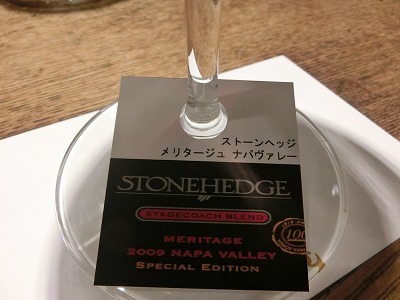 ストーンヘッジ
メリタージュ ナパヴァレー
STONEHEDGE
STAGECOACH BLEND
MERITAGE
2009 NAPA VALLEY
SPECIAL EDITION
100